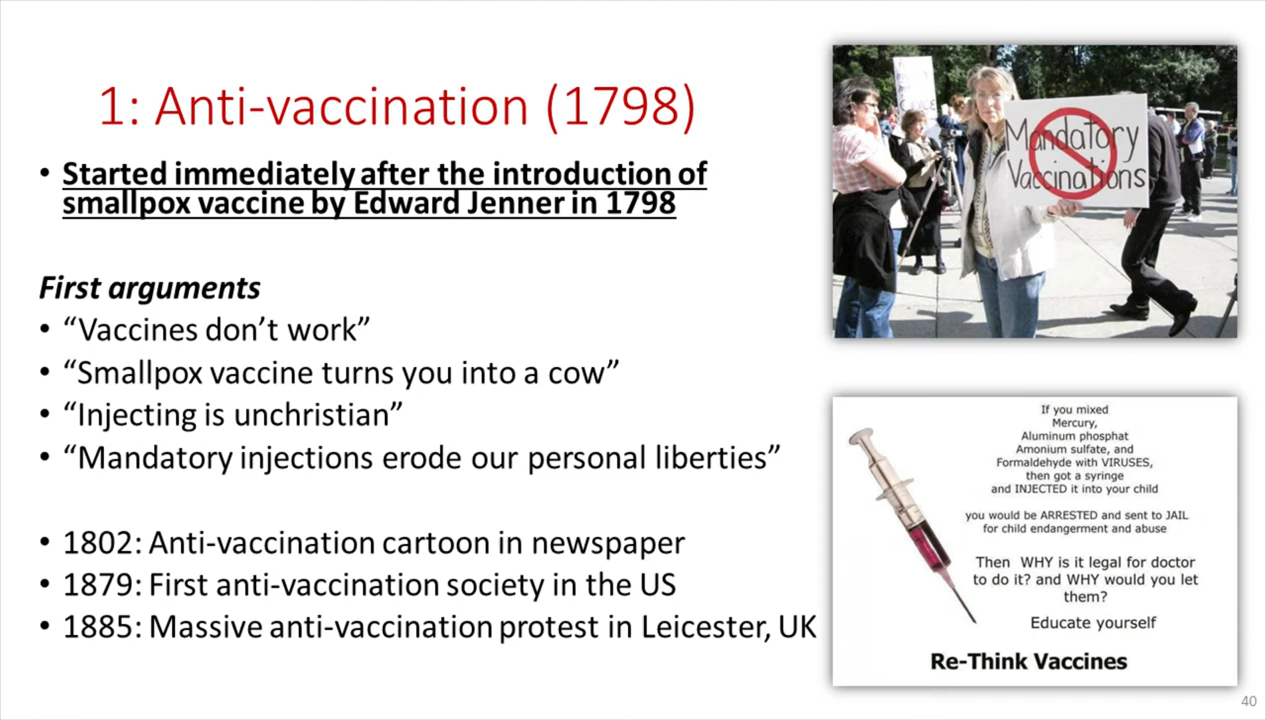 1: Anti-vaccination (1798)
• Started immediately after the introduction of
smallpox vaccine by Edward Jenner in 1798
First arguments
• “Vaccines don’t work”
• “Smallpox vaccine turns you into a cow”
• “Injecting is unchristian”
• “Mandatory injections erode our personal liberties”
• 1802: Anti-vaccination cartoon in newspaper
• 1879: First anti-vaccination society in the US
• 1885: Massive anti-vaccination protest in Leicester, UK
Mandatory
Vaccinations
If you mixed
Mercury,
Aluminum phosphat
Amonium sulfate, and
Formaldehyde with VIRUSES,
then got a syringe
and INJECTED it into your child
you would be ARRESTED and sent to JAIL
for child endangerment and abuse
Then WHY is it legal for doctor
to do it? and WHY would you let
them?
Educate yourself
Re-Think Vaccines
40